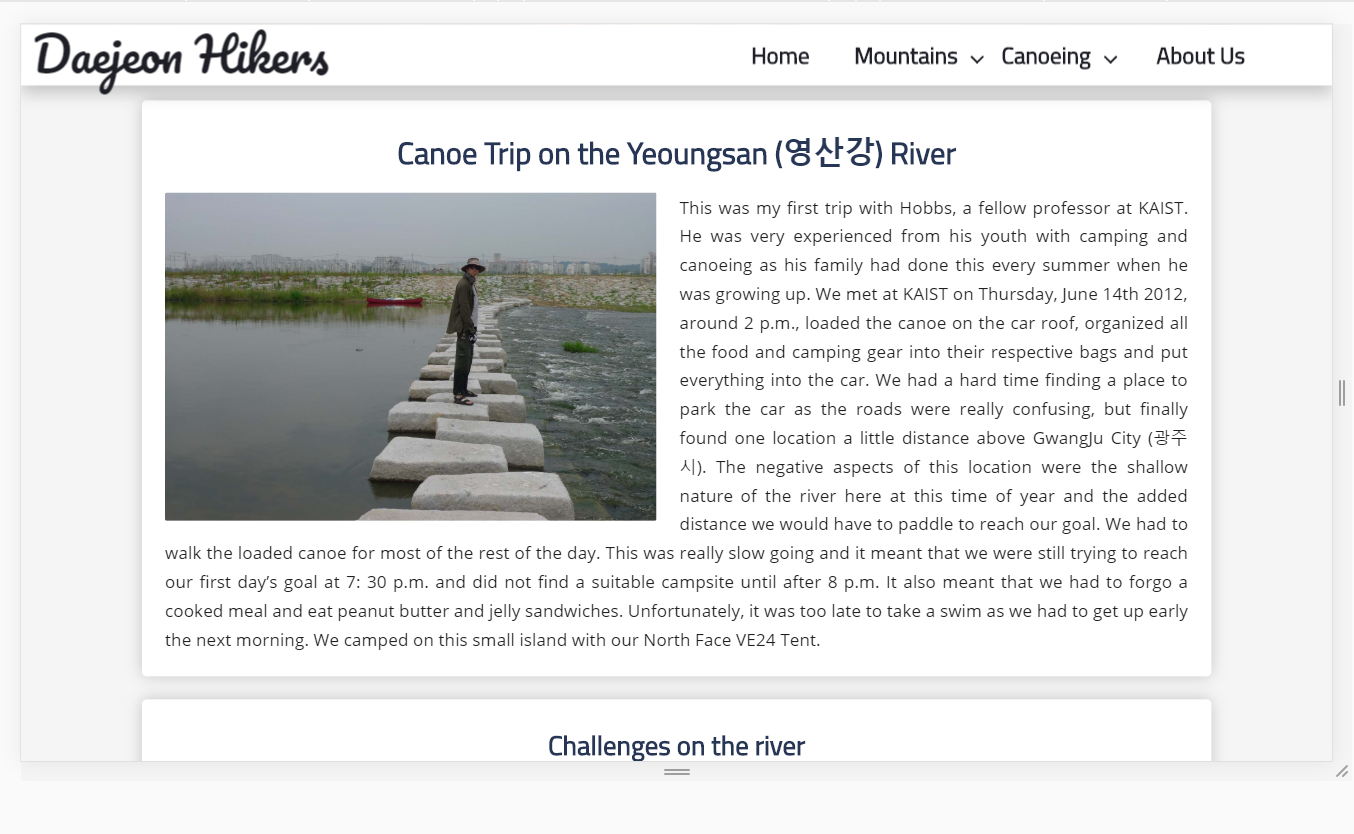 Daejeon Hikers
Home
Mountains
Canoeing
About Us
Canoe Trip on the Yeoungsan (영산강) River
This was my first trip with Hobbs, a fellow professor at KAIST.
He was very experienced from his youth with camping and
canoeing as his family had done this every summer when he
was growing up. We met at KAIST on Thursday, June 14th 2012,
around 2 p.m., loaded the canoe on the car roof, organized all
the food and camping gear into their respective bags and put
everything into the car. We had a hard time finding a place to
park the car as the roads were really confusing, but finally
found one location a little distance above GwangJu City (광주
시). The negative aspects of this location were the shallow
nature of the river here at this time of year and the added
distance we would have to paddle to reach our goal. We had to
walk the loaded canoe for most of the rest of the day. This was really slow going and it meant that we were still trying to reach
our first day’s goal at 7: 30 p.m. and did not find a suitable campsite until after 8 p.m. It also meant that we had to forgo a
cooked meal and eat peanut butter and jelly sandwiches. Unfortunately, it was too late to take a swim as we had to get up early
the next morning. We camped on this small island with our North Face VE24 Tent.
Challenges on the river